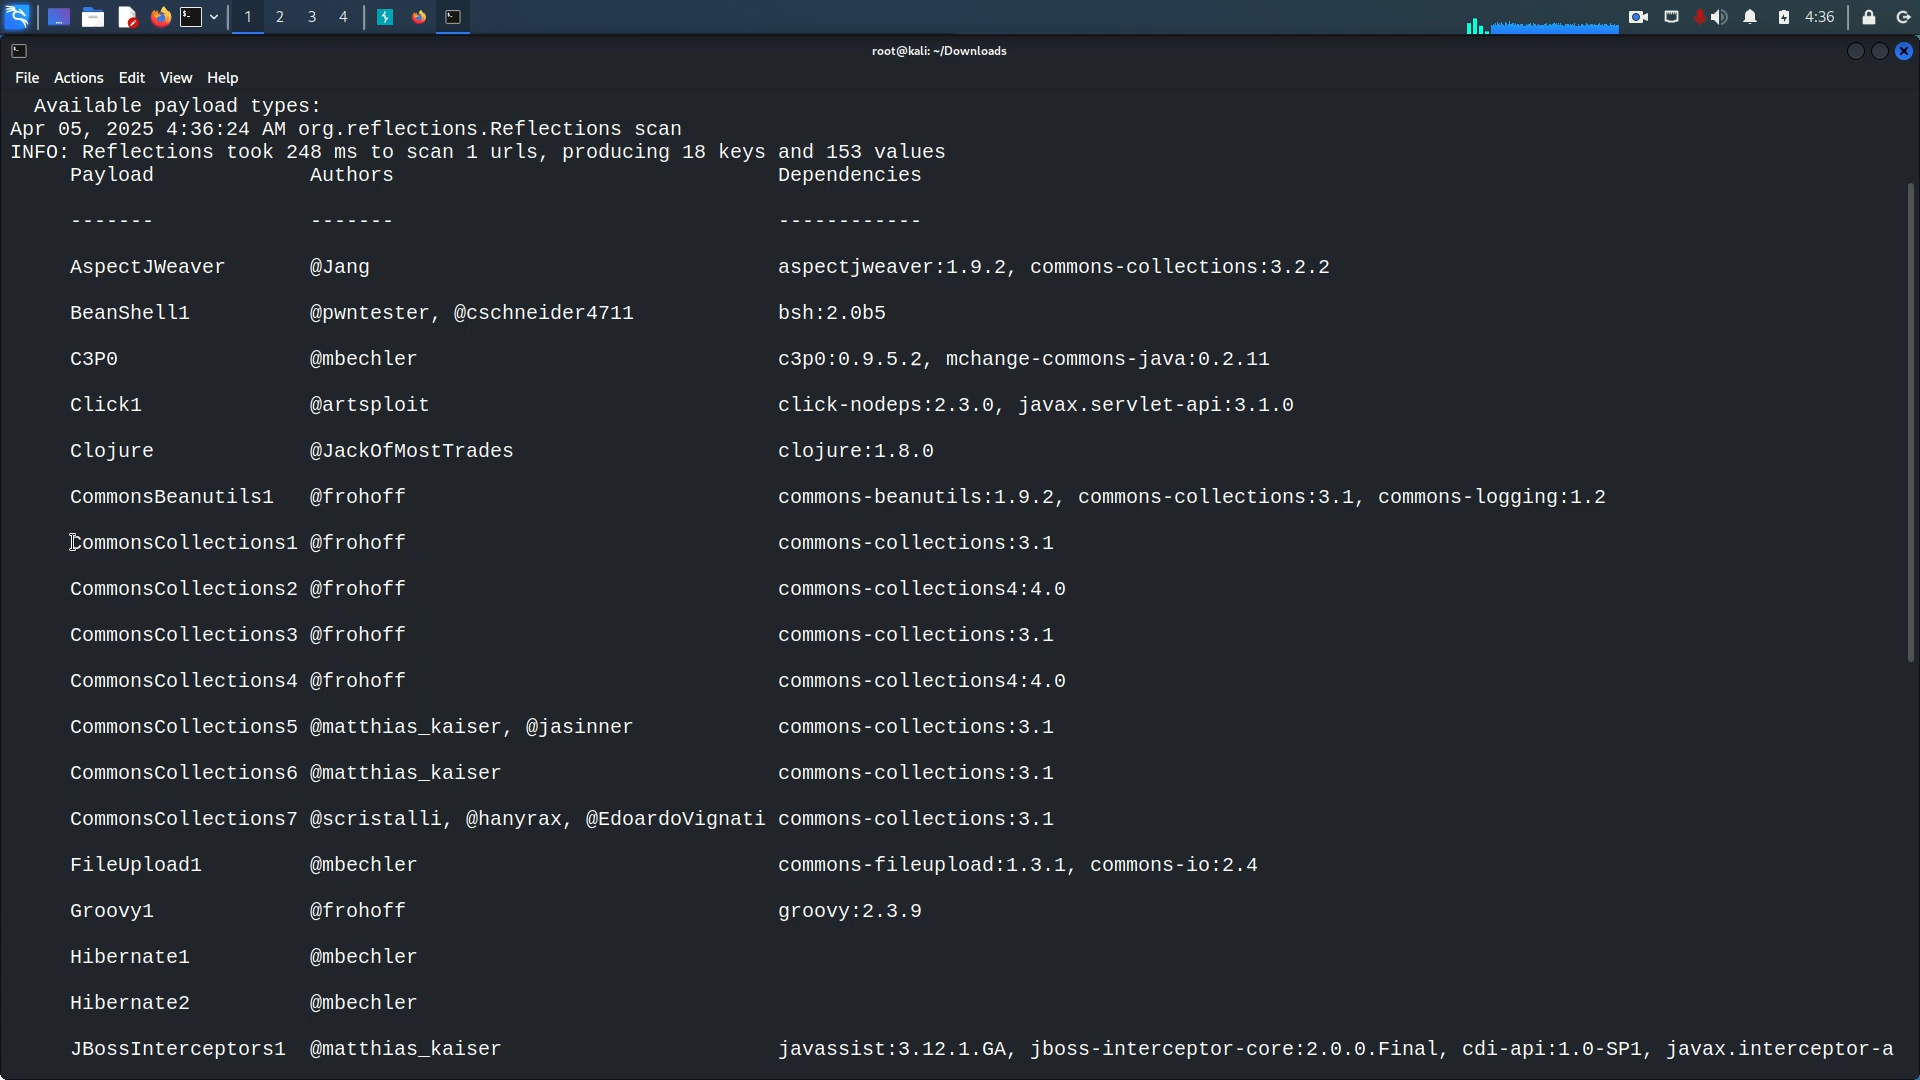 1 2 3 4 4:36
root@kali: ~/Downloads
File Actions Edit View Help
Available payload types:
Apr 05, 2025 4:36:24 AM org.reflections.Reflections scan
INFO: Reflections took 248 ms to scan 1 urls, producing 18 keys and 153 values
Payload Authors Dependencies
------- ------- ------------
AspectJWeaver @Jang aspectjweaver:1.9.2, commons-collections:3.2.2
BeanShell1 @pwntester, @cschneider4711 bsh:2.0b5
C3P0 @mbechler c3p0:0.9.5.2, mchange-commons-java:0.2.11
Click1 @artsploit click-nodeps:2.3.0, javax.servlet-api:3.1.0
Clojure @JackOfMostTrades clojure:1.8.0
CommonsBeanutils1 @frohoff commons-beanutils:1.9.2, commons-collections:3.1, commons-logging:1.2
CommonsCollections1 @frohoff commons-collections:3.1
CommonsCollections2 @frohoff commons-collections4:4.0
CommonsCollections3 @frohoff commons-collections:3.1
CommonsCollections4 @frohoff commons-collections4:4.0
CommonsCollections5 @matthias_kaiser, @jasinner commons-collections:3.1
CommonsCollections6 @matthias_kaiser commons-collections:3.1
CommonsCollections7 @scristalli, @hanyrax, @EdoardoVignati commons-collections:3.1
FileUpload1 @mbechler commons-fileupload:1.3.1, commons-io:2.4
Groovy1 @frohoff groovy:2.3.9
Hibernate1 @mbechler
Hibernate2 @mbechler
JBossInterceptors1 @matthias_kaiser javassist:3.12.1.GA, jboss-interceptor-core:2.0.0.Final, cdi-api:1.0-SP1, javax.interceptor-a